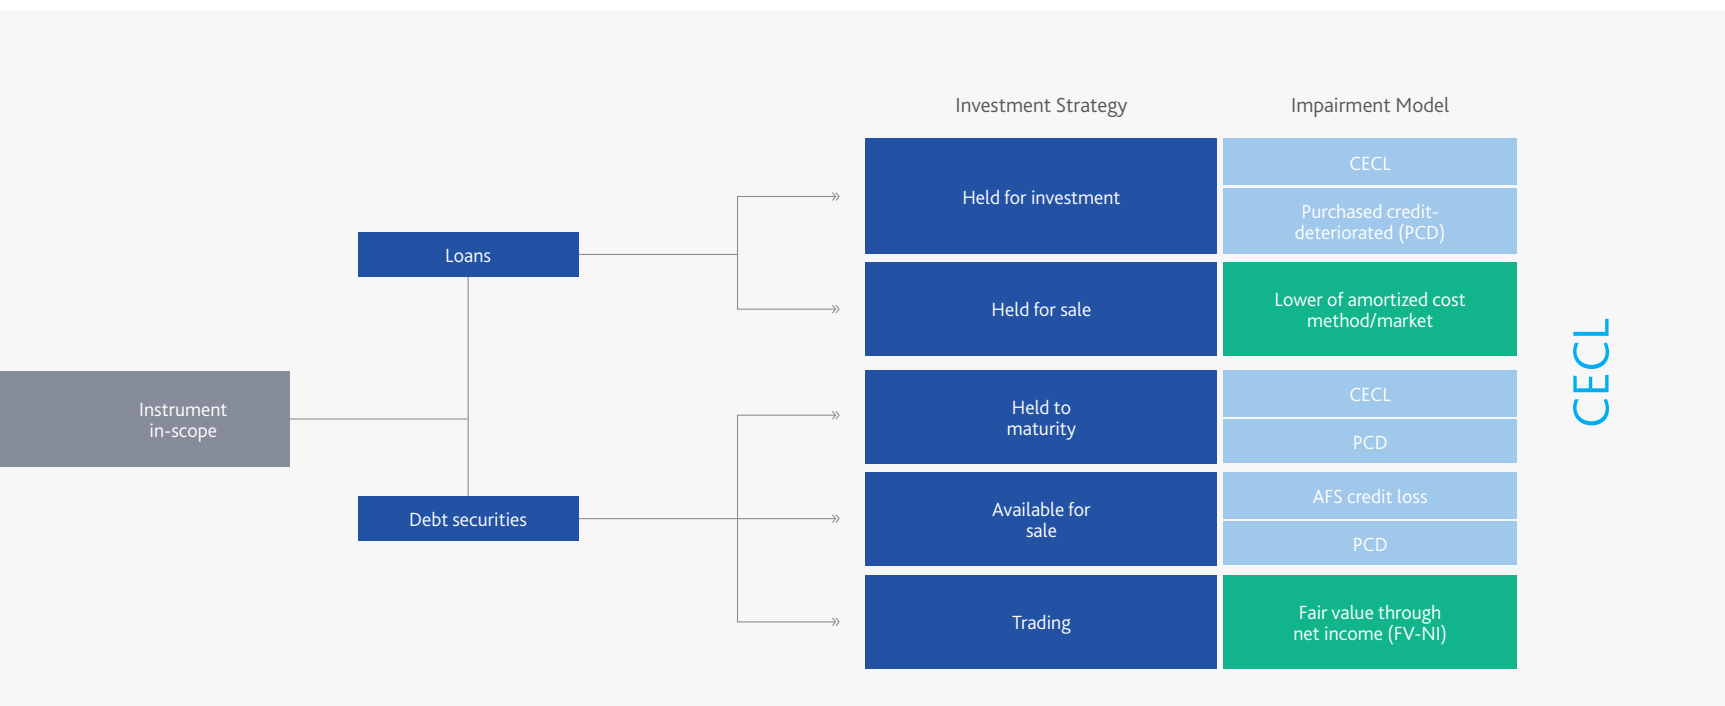 Investment Strategy
Impairment Model
Instrument
in-scope
Loans
Debt securities
Held for investment
CECL
Purchased credit-
deteriorated (PCD)
Held for sale
Lower of amortized cost
method/market
Held to
maturity
CECL
PCD
Available for
sale
AFS credit loss
PCD
Trading
Fair value through
net income (FV-NI)
CECL